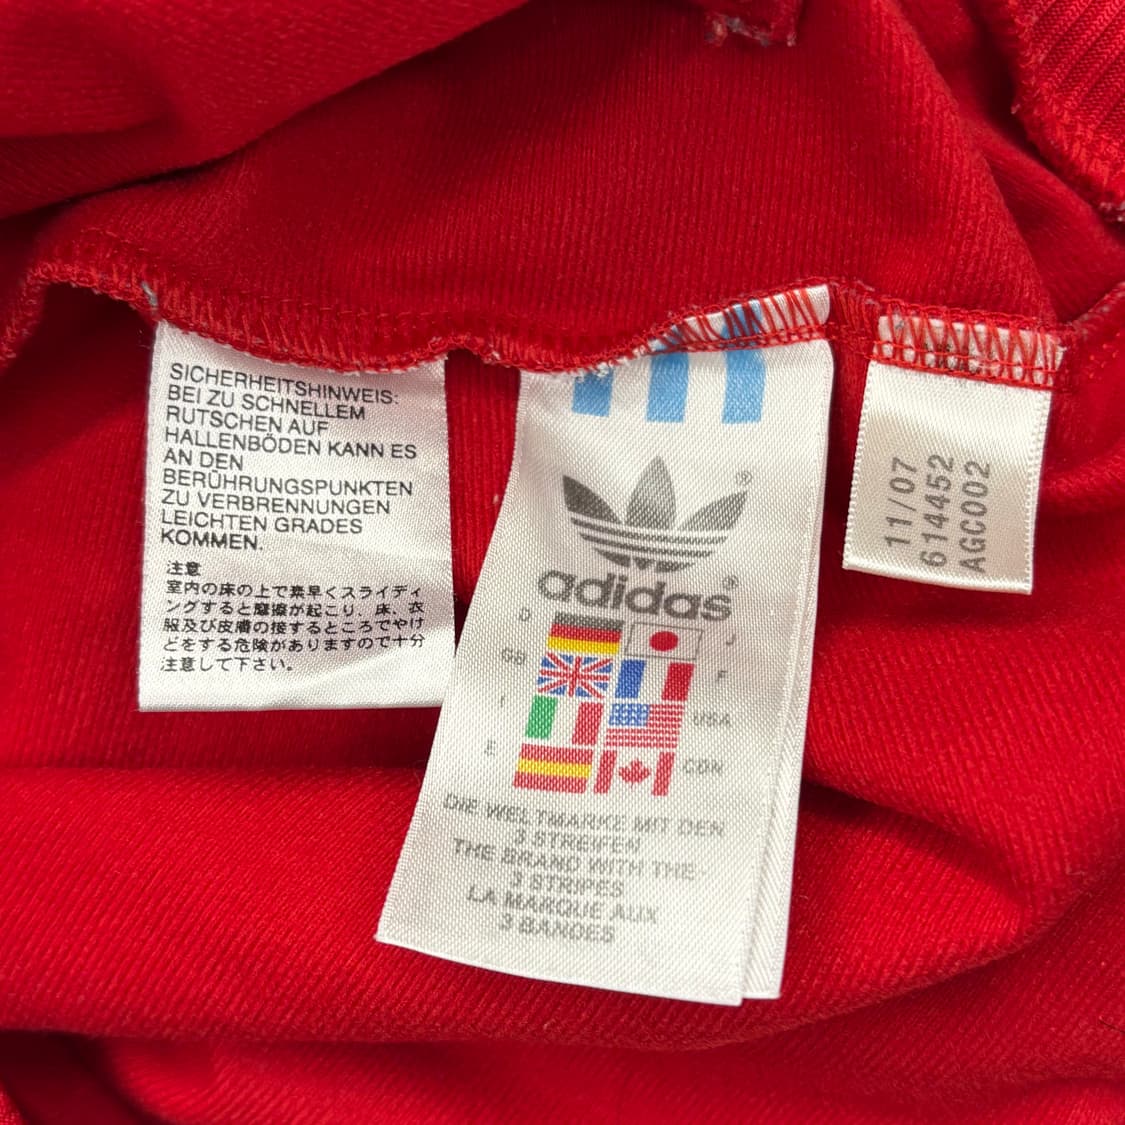 SICHERHEITSHINWEIS:
BEI ZU SCHNELLEM
RUTSCHEN AUF
HALLENBÖDEN KANN ES
AN DEN
BERÜHRUNGSPUNKTEN
ZU VERBRENNUNGEN
LEICHTEN GRADES
KOMMEN.
注意
室内の床の上で素早くスライディ
ングすると摩擦が起こり、床、衣
服及び皮膚の接するところでやけ
どをする危険がありますので十分
注意して下さい。
®
adidas®
D J
GB F
I USA
E CDN
DIE WELTMARKE MIT DEN
3 STREIFEN
THE BRAND WITH THE-
3 STRIPES
LA MARQUE AUX
3 BANDES
11/07
614452
AGC002